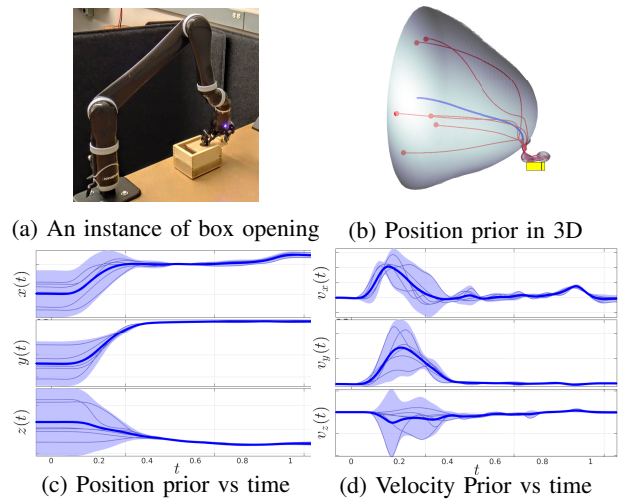 (a) An instance of box opening
(b) Position prior in 3D
x(t)
y(t)
z(t)
0 0.2 0.4 0.6 0.8 1
t
(c) Position prior vs time
v_x(t)
v_y(t)
v_z(t)
0 0.2 0.4 0.6 0.8 1
t
(d) Velocity Prior vs time